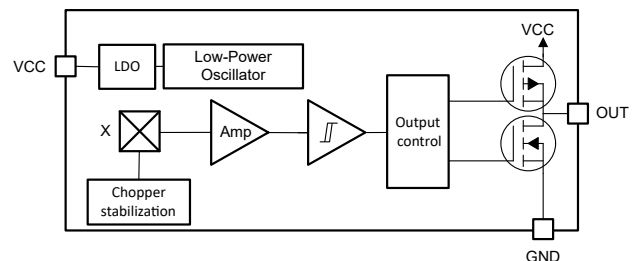 VCC
VCC
LDO
Low-Power
Oscillator
X
Amp
Output
control
OUT
Chopper
stabilization
GND